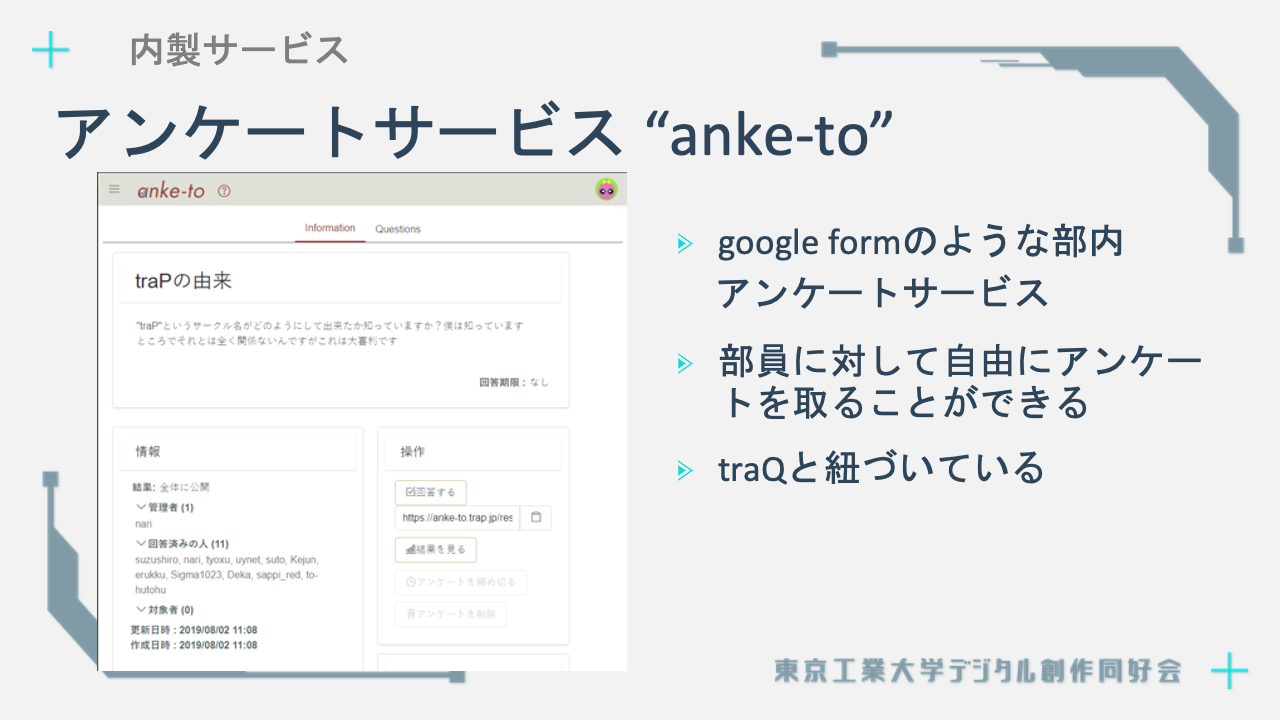 内製サービス
アンケートサービス “anke-to”
anke-to
Information Questions
traPの由来
"traP"というサークル名がどのようにして出来たか知っていますか？僕は知っています
ところでそれとは全く関係ないんですがこれは大喜利です
回答期限 : なし
情報
結果: 全体に公開
管理者 (1)
nari
回答済みの人 (11)
suzushiro, nari, tyoxu, uynet, suto, Kejun,
erukku, Sigma1023, Deka, sappi_red, to-
hutohu
対象者 (0)
更新日時 : 2019/08/02 11:08
作成日時 : 2019/08/02 11:08
操作
回答する
https://anke-to.trap.jp/res
結果を見る
アンケートを締め切る
アンケートを削除
google formのような部内
アンケートサービス
部員に対して自由にアンケー
トを取ることができる
traQと紐づいている
東京工業大学デジタル創作同好会